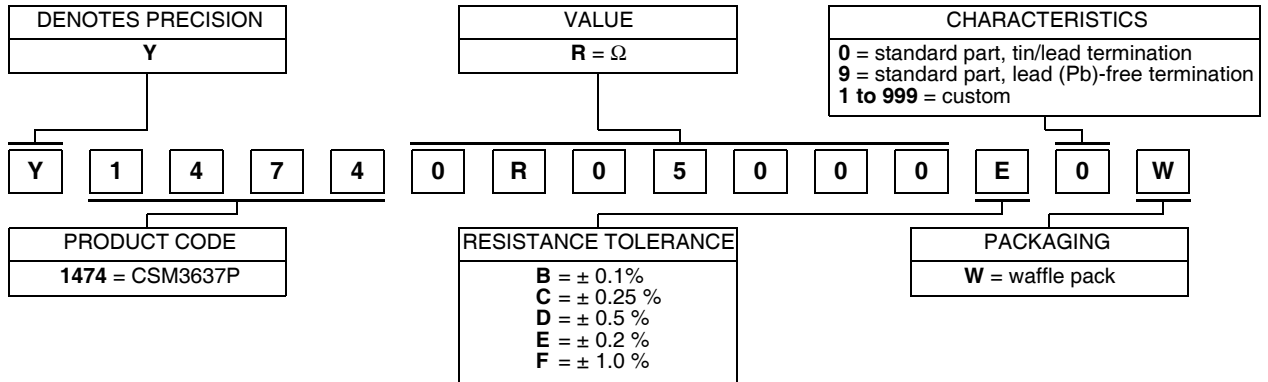 DENOTES PRECISION
Y
VALUE
R = Ω
CHARACTERISTICS
0 = standard part, tin/lead termination
9 = standard part, lead (Pb)-free termination
1 to 999 = custom
Y 1 4 7 4 0 R 0 5 0 0 0 E 0 W
PRODUCT CODE
1474 = CSM3637P
RESISTANCE TOLERANCE
B = ± 0.1%
C = ± 0.25 %
D = ± 0.5 %
E = ± 0.2 %
F = ± 1.0 %
PACKAGING
W = waffle pack